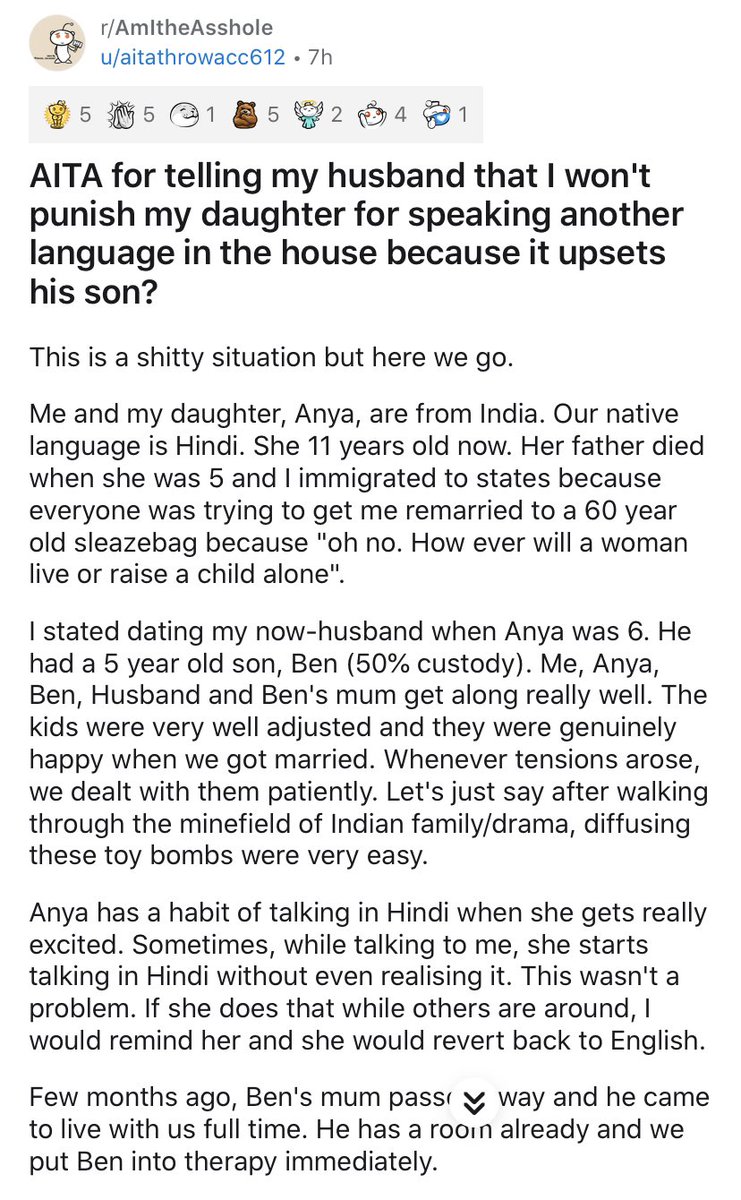 r/AmItheAsshole
u/aitathrowacc612 • 7h
5 5 1 5 2 4 1
AITA for telling my husband that I won't
punish my daughter for speaking another
language in the house because it upsets
his son?
This is a shitty situation but here we go.
Me and my daughter, Anya, are from India. Our native
language is Hindi. She 11 years old now. Her father died
when she was 5 and I immigrated to states because
everyone was trying to get me remarried to a 60 year
old sleazebag because "oh no. How ever will a woman
live or raise a child alone".
I stated dating my now-husband when Anya was 6. He
had a 5 year old son, Ben (50% custody). Me, Anya,
Ben, Husband and Ben's mum get along really well. The
kids were very well adjusted and they were genuinely
happy when we got married. Whenever tensions arose,
we dealt with them patiently. Let's just say after walking
through the minefield of Indian family/drama, diffusing
these toy bombs were very easy.
Anya has a habit of talking in Hindi when she gets really
excited. Sometimes, while talking to me, she starts
talking in Hindi without even realising it. This wasn't a
problem. If she does that while others are around, I
would remind her and she would revert back to English.
Few months ago, Ben's mum passed away and he came
to live with us full time. He has a room already and we
put Ben into therapy immediately.